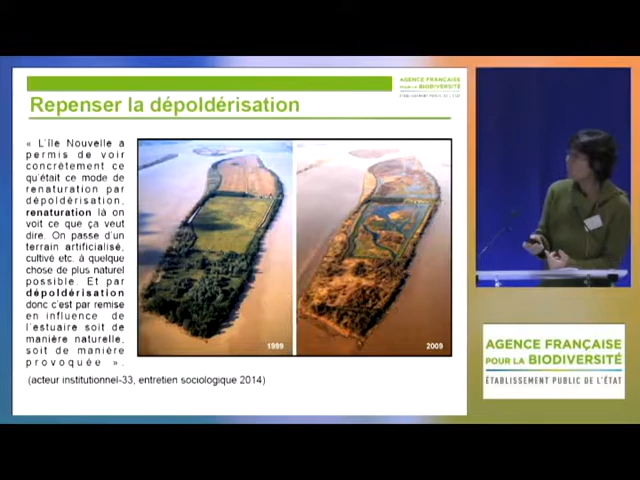 AGENCE FRANÇAISE
POUR LA BIODIVERSITÉ
Repenser la dépoldérisation
« L'île Nouvelle a
permis de voir
concrètement ce
qu'était ce mode de
renaturation par
dépoldérisation,
renaturation là on
voit ce que ça veut
dire. On passe d'un
terrain artificialisé,
cultivé etc. à quelque
chose de plus naturel
possible. Et par
dépoldérisation
donc c'est par remise
en influence de
l'estuaire soit de
manière naturelle,
soit de manière
provoquée ».
1999
2009
(acteur institutionnel-33, entretien sociologique 2014)
AGENCE FRANÇAISE
POUR LA BIODIVERSITÉ
ÉTABLISSEMENT PUBLIC DE L'ÉTAT